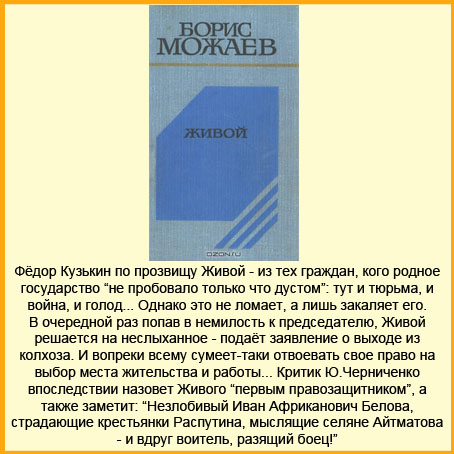 БОРИС
МОЖАЕВ
ЖИВОЙ
OZON.ru
Фёдор Кузькин по прозвищу Живой - из тех граждан, кого родное
государство “не пробовало только что дустом”: тут и тюрьма, и
война, и голод... Однако это не ломает, а лишь закаляет его.
В очередной раз попав в немилость к председателю, Живой
решается на неслыханное - подаёт заявление о выходе из
колхоза. И вопреки всему сумеет-таки отвоевать свое право на
выбор места жительства и работы... Критик Ю.Черниченко
впоследствии назовет Живого “первым правозащитником”, а
также заметит: “Незлобивый Иван Африканович Белова,
страдающие крестьянки Распутина, мыслящие селяне Айтматова
- и вдруг воитель, разящий боец!”